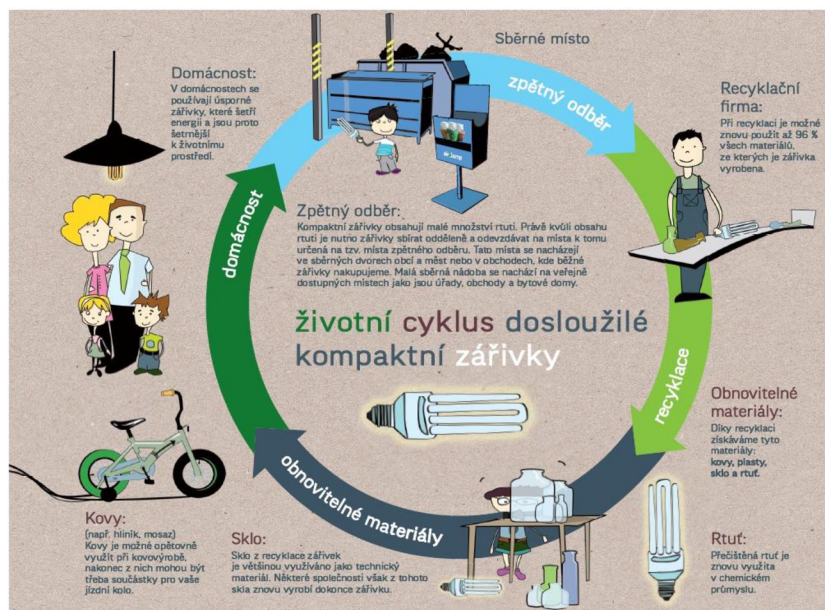 Sběrné místo
zpětný odběr
Domácnost:
V domácnostech se
používají úsporné
zářivky, které šetří
energii a jsou proto
šetrnější
k životnímu
prostředí.
Recyklační
firma:
Při recyklaci je možné
znovu použít až 96 %
všech materiálů,
ze kterých je zářivka
vyrobena.
domácnost
Zpětný odběr:
Kompaktní zářivky obsahují malé množství rtuti. Právě kvůli obsahu
rtuti je nutno zářivky sbírat odděleně a odevzdávat na místa k tomu
určená na tzv. místa zpětného odběru. Tato místa se nacházejí
ve sběrných dvorech obcí a měst nebo v obchodech, kde běžně
zářivky nakupujeme. Malá sběrná nádoba se nachází na veřejně
dostupných místech jako jsou úřady, obchody a bytové domy.
životní cyklus dosloužilé
kompaktní zářivky
recyklace
Obnovitelné
materiály:
Díky recyklaci
získáváme tyto
materiály:
kovy, plasty,
sklo a rtuť.
obnovitelné materiály
Kovy:
(např. hliník, mosaz)
Kovy je možné opětovně
využít při kovovýrobě,
nakonec z nich mohou být
třeba součástky pro vaše
jízdní kolo.
Sklo:
Sklo z recyklace zářivek
je většinou využíváno jako technický
materiál. Některé společnosti však z tohoto
skla znovu vyrobí dokonce zářivku.
Rtuť:
Přečištěná rtuť je
znovu využita
v chemickém
průmyslu.